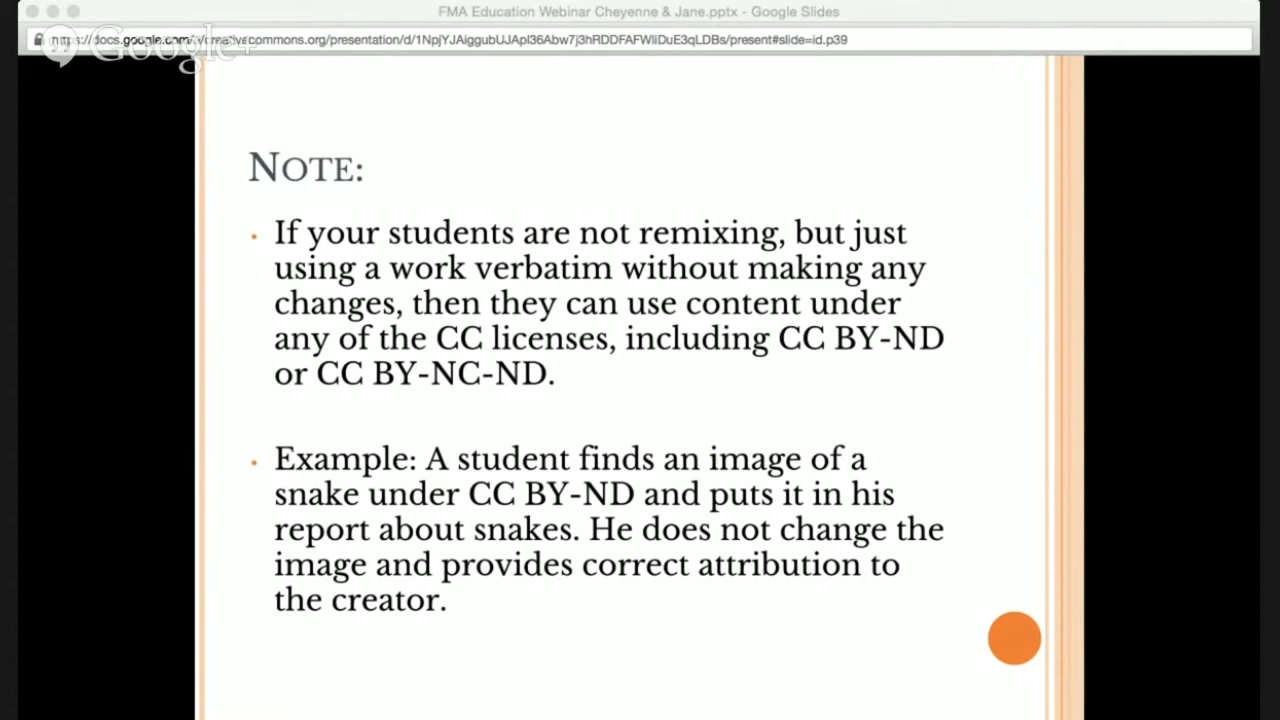 FMA Education Webinar Cheyenne & Jane.pptx - Google Slides
Google+
NOTE:
• If your students are not remixing, but just
using a work verbatim without making any
changes, then they can use content under
any of the CC licenses, including CC BY-ND
or CC BY-NC-ND.
• Example: A student finds an image of a
snake under CC BY-ND and puts it in his
report about snakes. He does not change the
image and provides correct attribution to
the creator.